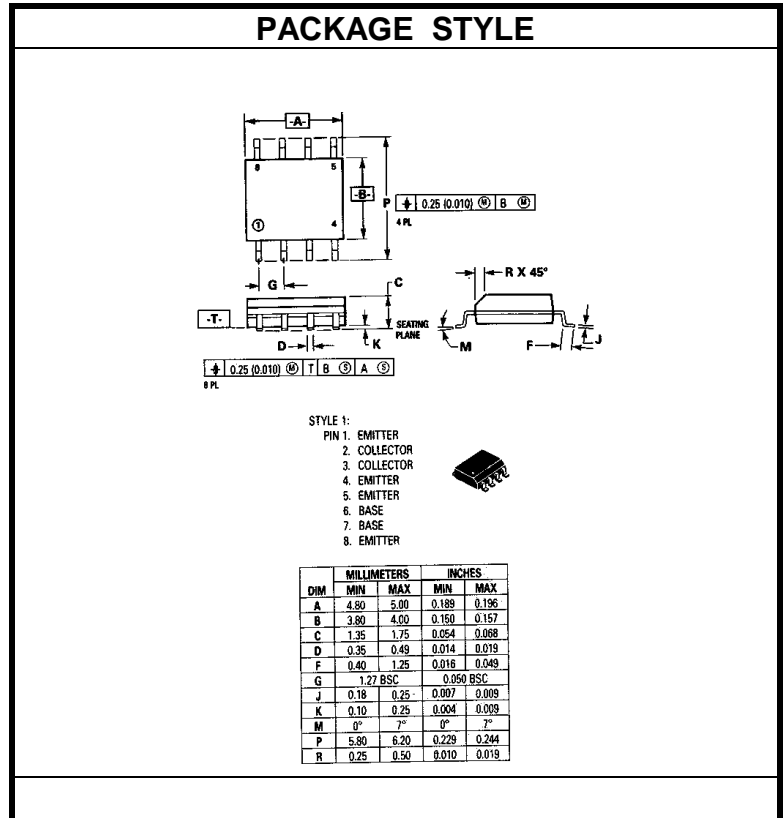 PACKAGE STYLE
-A-
8 5
-B-
P
⌖ 0.25 (0.010) Ⓜ B Ⓜ
4 PL
① 4
G
C
R X 45°
-T-
SEATING
PLANE
D
K
M
F
J
⌖ 0.25 (0.010) Ⓜ T B Ⓢ A Ⓢ
8 PL
STYLE 1:
PIN 1. EMITTER
2. COLLECTOR
3. COLLECTOR
4. EMITTER
5. EMITTER
6. BASE
7. BASE
8. EMITTER
MILLIMETERS INCHES
DIM MIN MAX MIN MAX
A 4.80 5.00 0.189 0.196
B 3.80 4.00 0.150 0.157
C 1.35 1.75 0.054 0.068
D 0.35 0.49 0.014 0.019
F 0.40 1.25 0.016 0.049
G 1.27 BSC 0.050 BSC
J 0.18 0.25 0.007 0.009
K 0.10 0.25 0.004 0.009
M 0° 7° 0° 7°
P 5.80 6.20 0.229 0.244
R 0.25 0.50 0.010 0.019